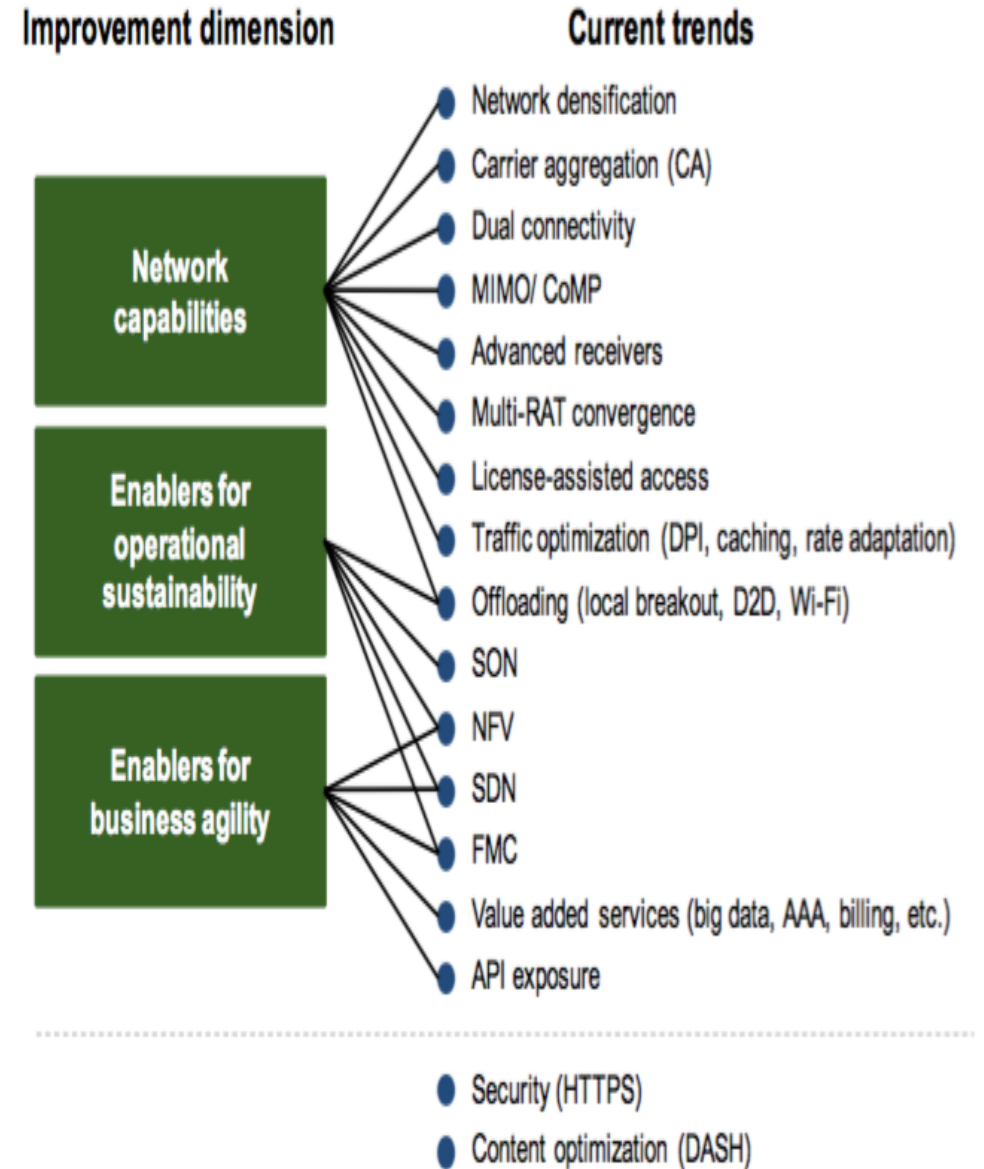 Improvement dimension
Current trends
Network
capabilities
Enablers for
operational
sustainability
Enablers for
business agility
Network densification
Carrier aggregation (CA)
Dual connectivity
MIMO/ CoMP
Advanced receivers
Multi-RAT convergence
License-assisted access
Traffic optimization (DPI, caching, rate adaptation)
Offloading (local breakout, D2D, Wi-Fi)
SON
NFV
SDN
FMC
Value added services (big data, AAA, billing, etc.)
API exposure
Security (HTTPS)
Content optimization (DASH)